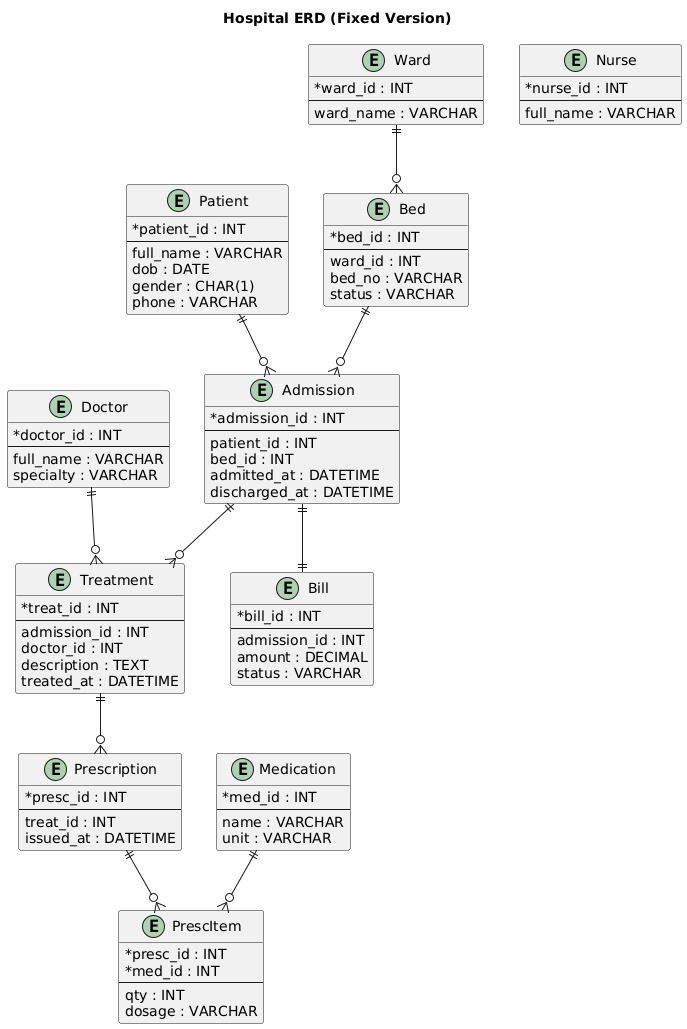 Hospital ERD (Fixed Version)
E Ward
*ward_id : INT
ward_name : VARCHAR
E Nurse
*nurse_id : INT
full_name : VARCHAR
E Patient
*patient_id : INT
full_name : VARCHAR
dob : DATE
gender : CHAR(1)
phone : VARCHAR
E Bed
*bed_id : INT
ward_id : INT
bed_no : VARCHAR
status : VARCHAR
E Doctor
*doctor_id : INT
full_name : VARCHAR
specialty : VARCHAR
E Admission
*admission_id : INT
patient_id : INT
bed_id : INT
admitted_at : DATETIME
discharged_at : DATETIME
E Treatment
*treat_id : INT
admission_id : INT
doctor_id : INT
description : TEXT
treated_at : DATETIME
E Bill
*bill_id : INT
admission_id : INT
amount : DECIMAL
status : VARCHAR
E Prescription
*presc_id : INT
treat_id : INT
issued_at : DATETIME
E Medication
*med_id : INT
name : VARCHAR
unit : VARCHAR
E PrescItem
*presc_id : INT
*med_id : INT
qty : INT
dosage : VARCHAR